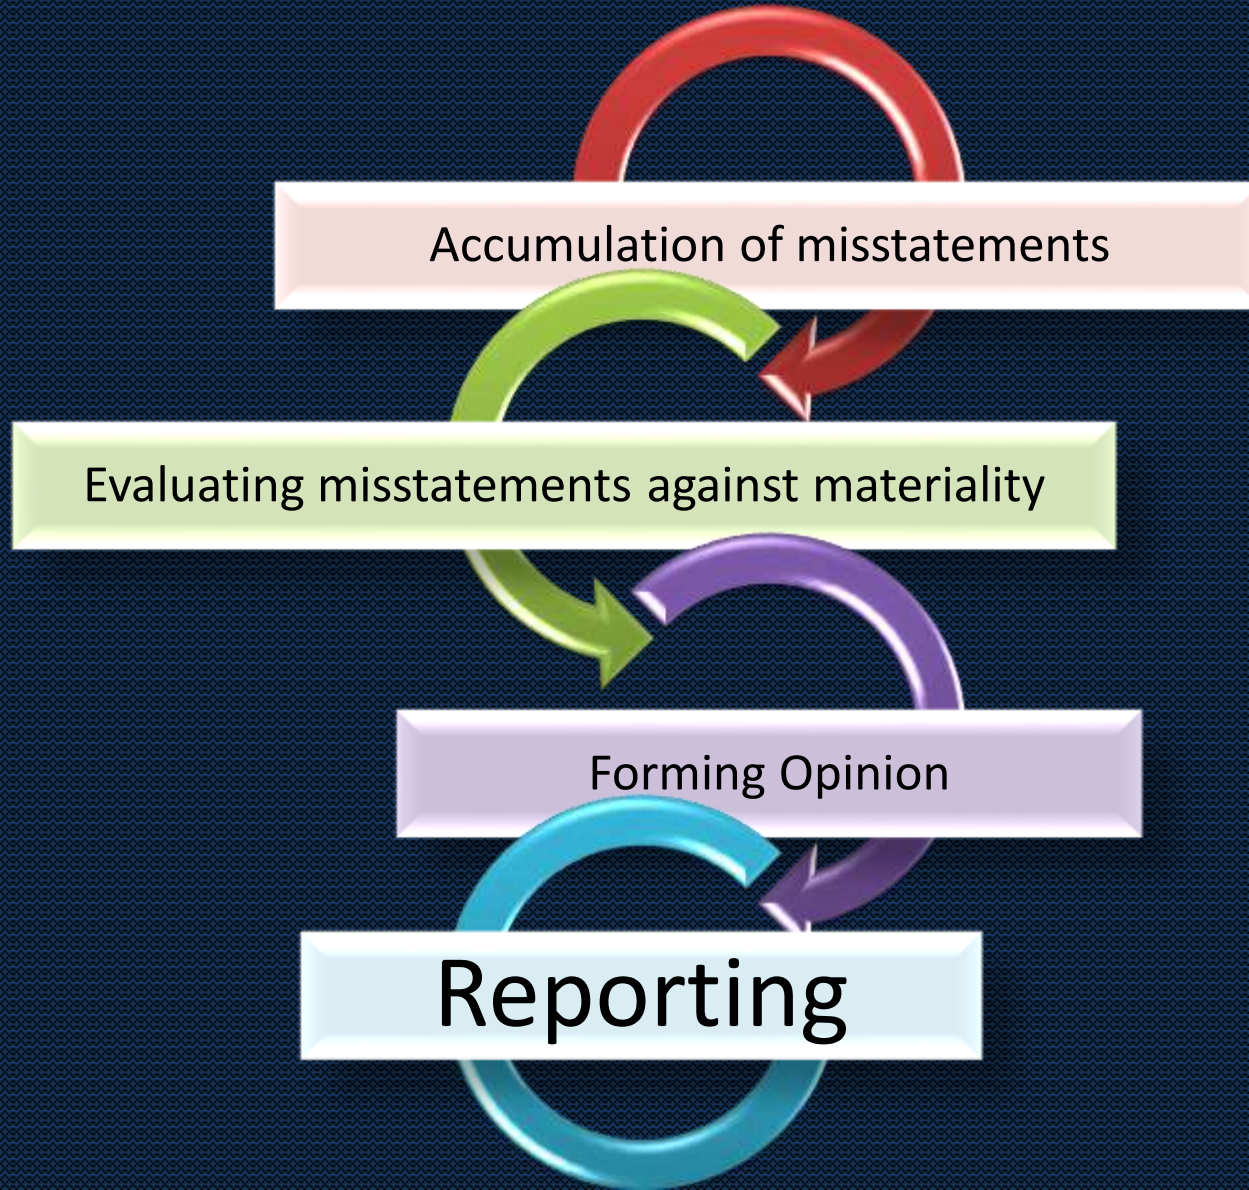 Accumulation of misstatements
Evaluating misstatements against materiality
Forming Opinion
Reporting